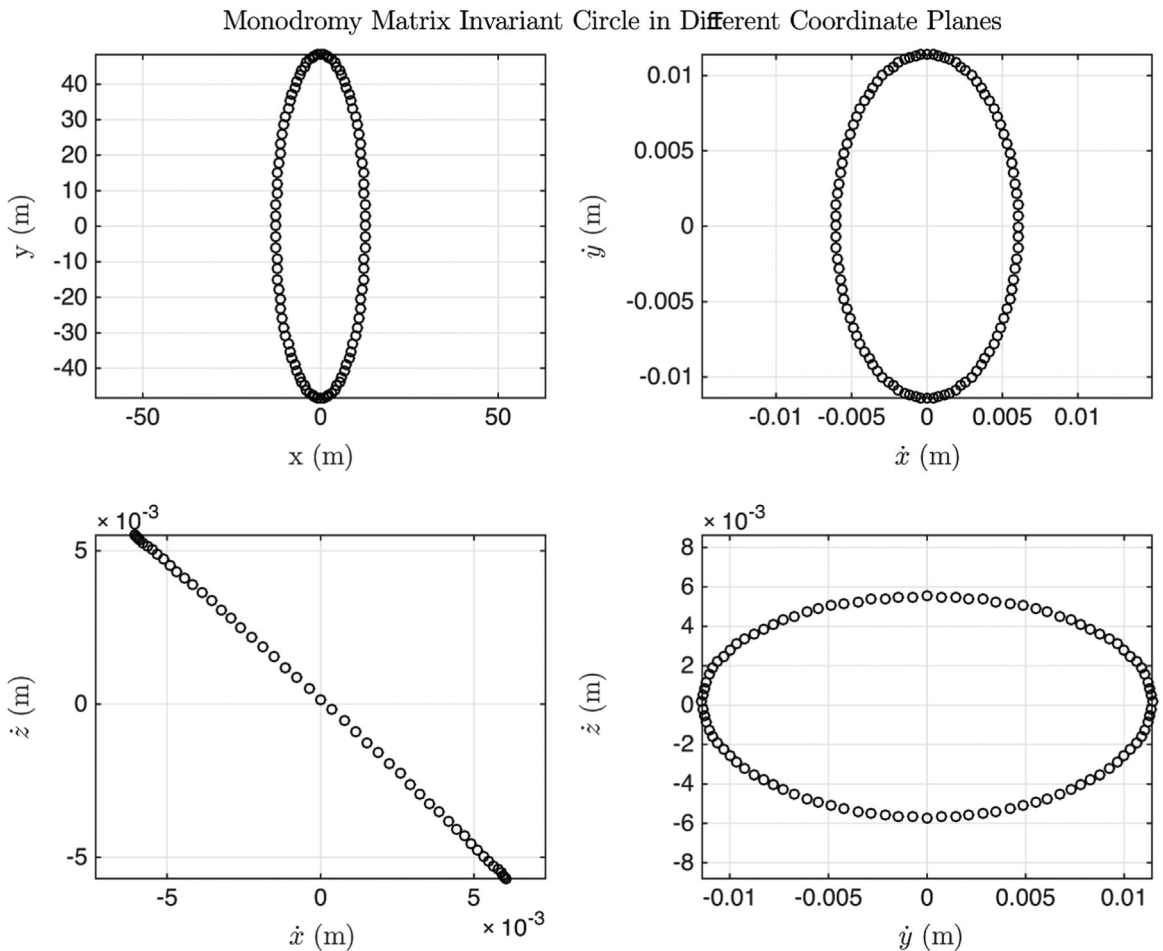 Monodromy Matrix Invariant Circle in Different Coordinate Planes
40
30
20
10
0
-10
-20
-30
-40
y (m)
-50 0 50
x (m)
0.01
0.005
0
-0.005
-0.01
ẏ (m)
-0.01 -0.005 0 0.005 0.01
ẋ (m)
× 10⁻³
5
0
-5
ż (m)
-5 0 5
× 10⁻³
ẋ (m)
× 10⁻³
8
6
4
2
0
-2
-4
-6
-8
ż (m)
-0.01 -0.005 0 0.005 0.01
ẏ (m)